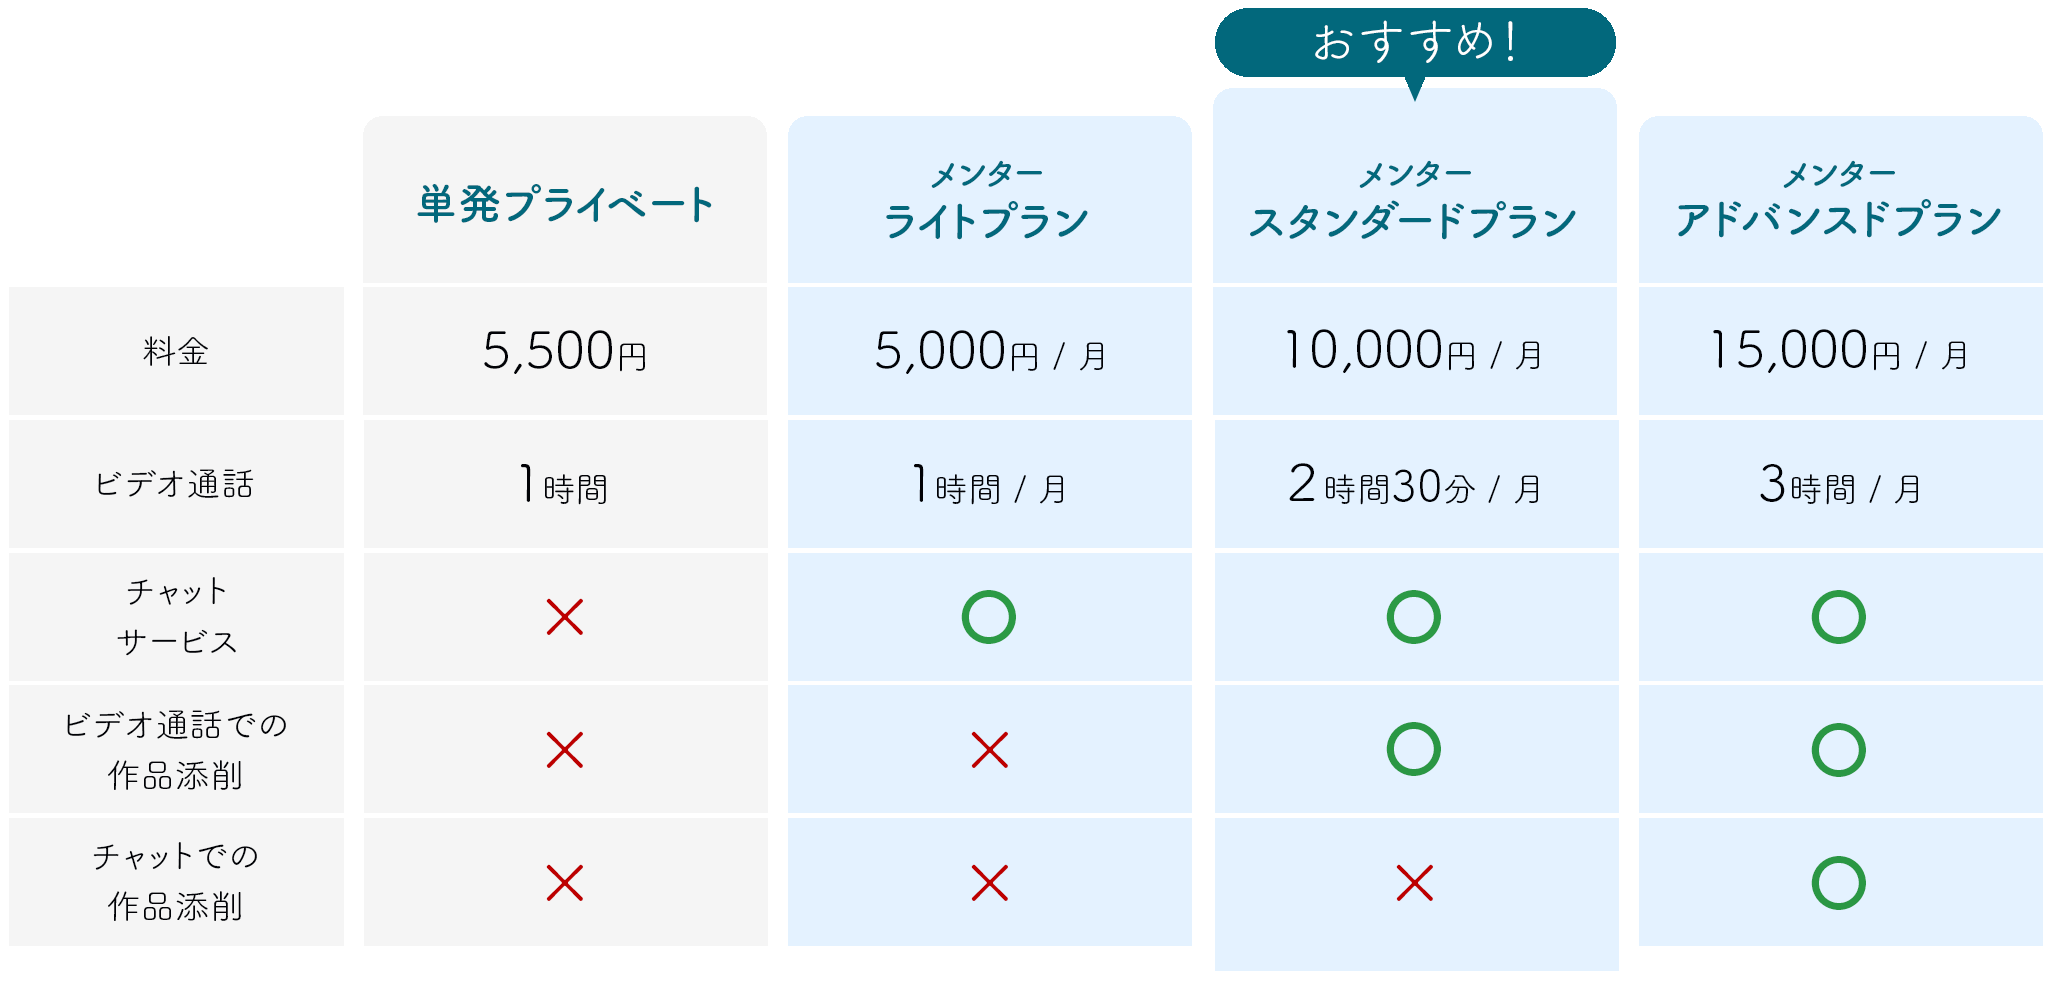 おすすめ!
単発プライベート
メンター
ライトプラン
メンター
スタンダードプラン
メンター
アドバンスドプラン
料金
5,500円
5,000円 / 月
10,000円 / 月
15,000円 / 月
ビデオ通話
1時間
1時間 / 月
2時間30分 / 月
3時間 / 月
チャット
サービス
×
○
○
○
ビデオ通話での
作品添削
×
×
○
○
チャットでの
作品添削
×
×
×
○